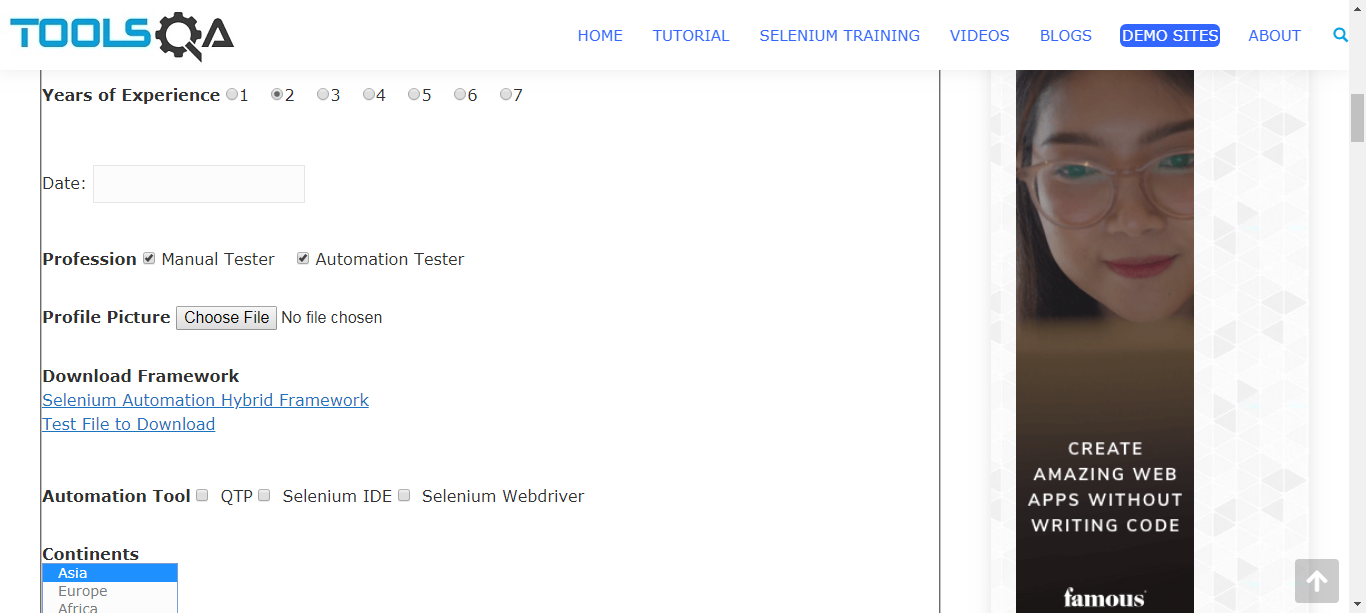 TOOLSQA
HOME TUTORIAL SELENIUM TRAINING VIDEOS BLOGS DEMO SITES ABOUT
Years of Experience 1 2 3 4 5 6 7
Date:
Profession Manual Tester Automation Tester
Profile Picture Choose File No file chosen
Download Framework
Selenium Automation Hybrid Framework
Test File to Download
Automation Tool QTP Selenium IDE Selenium Webdriver
Continents
Asia
Europe
Africa
CREATE
AMAZING WEB
APPS WITHOUT
WRITING CODE
famous